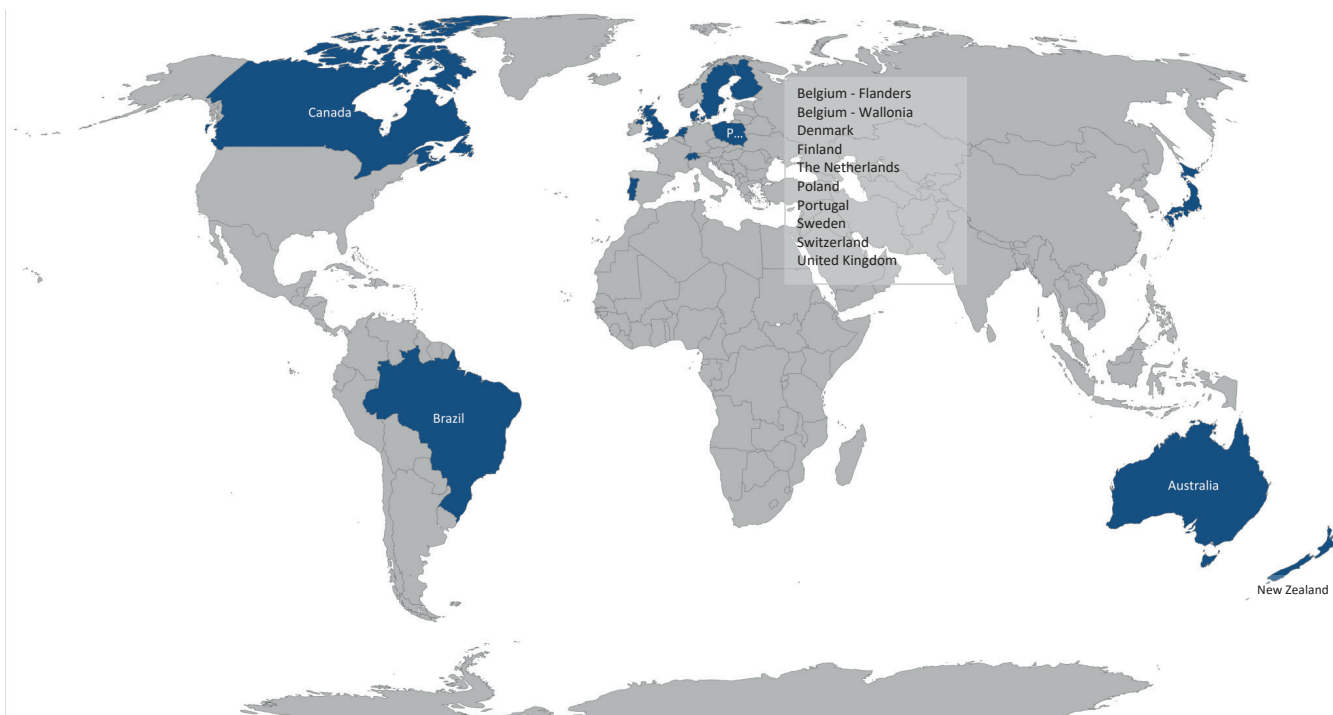 Canada
P...
Belgium - Flanders
Belgium - Wallonia
Denmark
Finland
The Netherlands
Poland
Portugal
Sweden
Switzerland
United Kingdom
Brazil
Australia
New Zealand